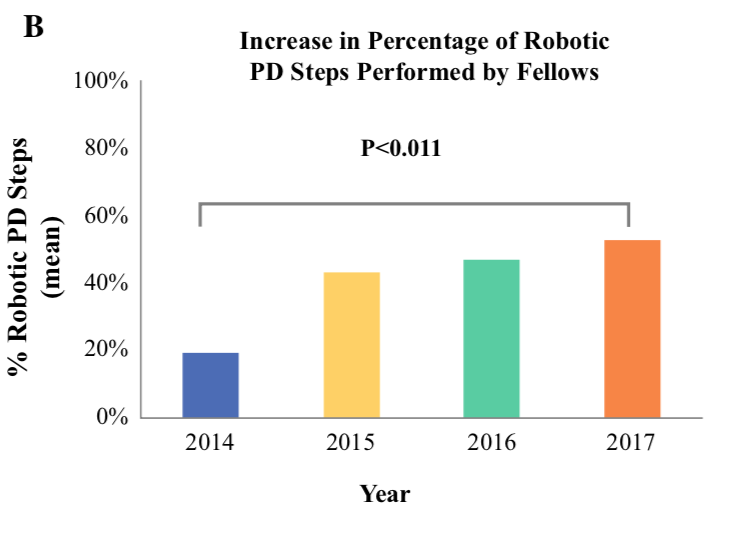 B
Increase in Percentage of Robotic
PD Steps Performed by Fellows
% Robotic PD Steps
(mean)
100%
80%
60%
40%
20%
0%
P<0.011
2014 2015 2016 2017
Year